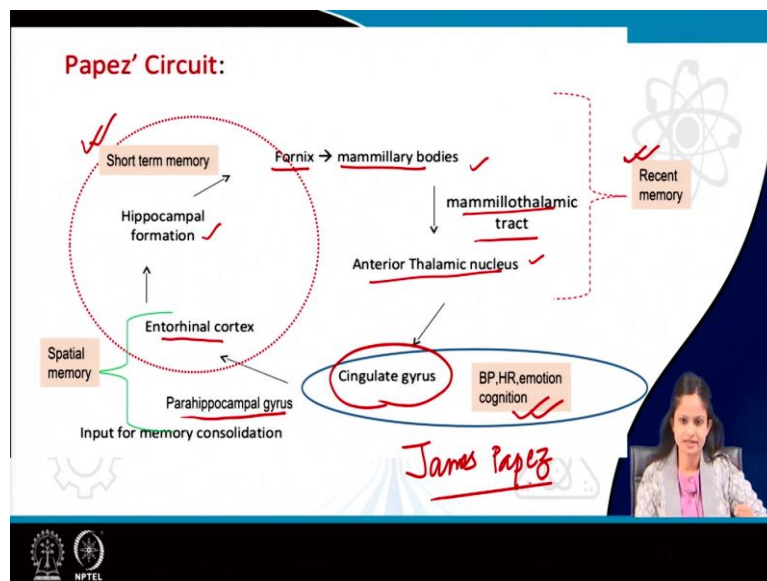 Papez' Circuit:
Short term memory
Fornix → mammillary bodies
Recent
memory
mammillothalamic
tract
Hippocampal
formation
Anterior Thalamic nucleus
Entorhinal cortex
Spatial
memory
Cingulate gyrus
BP,HR,emotion
cognition
Parahippocampal gyrus
Input for memory consolidation
James Papez
NPTEL